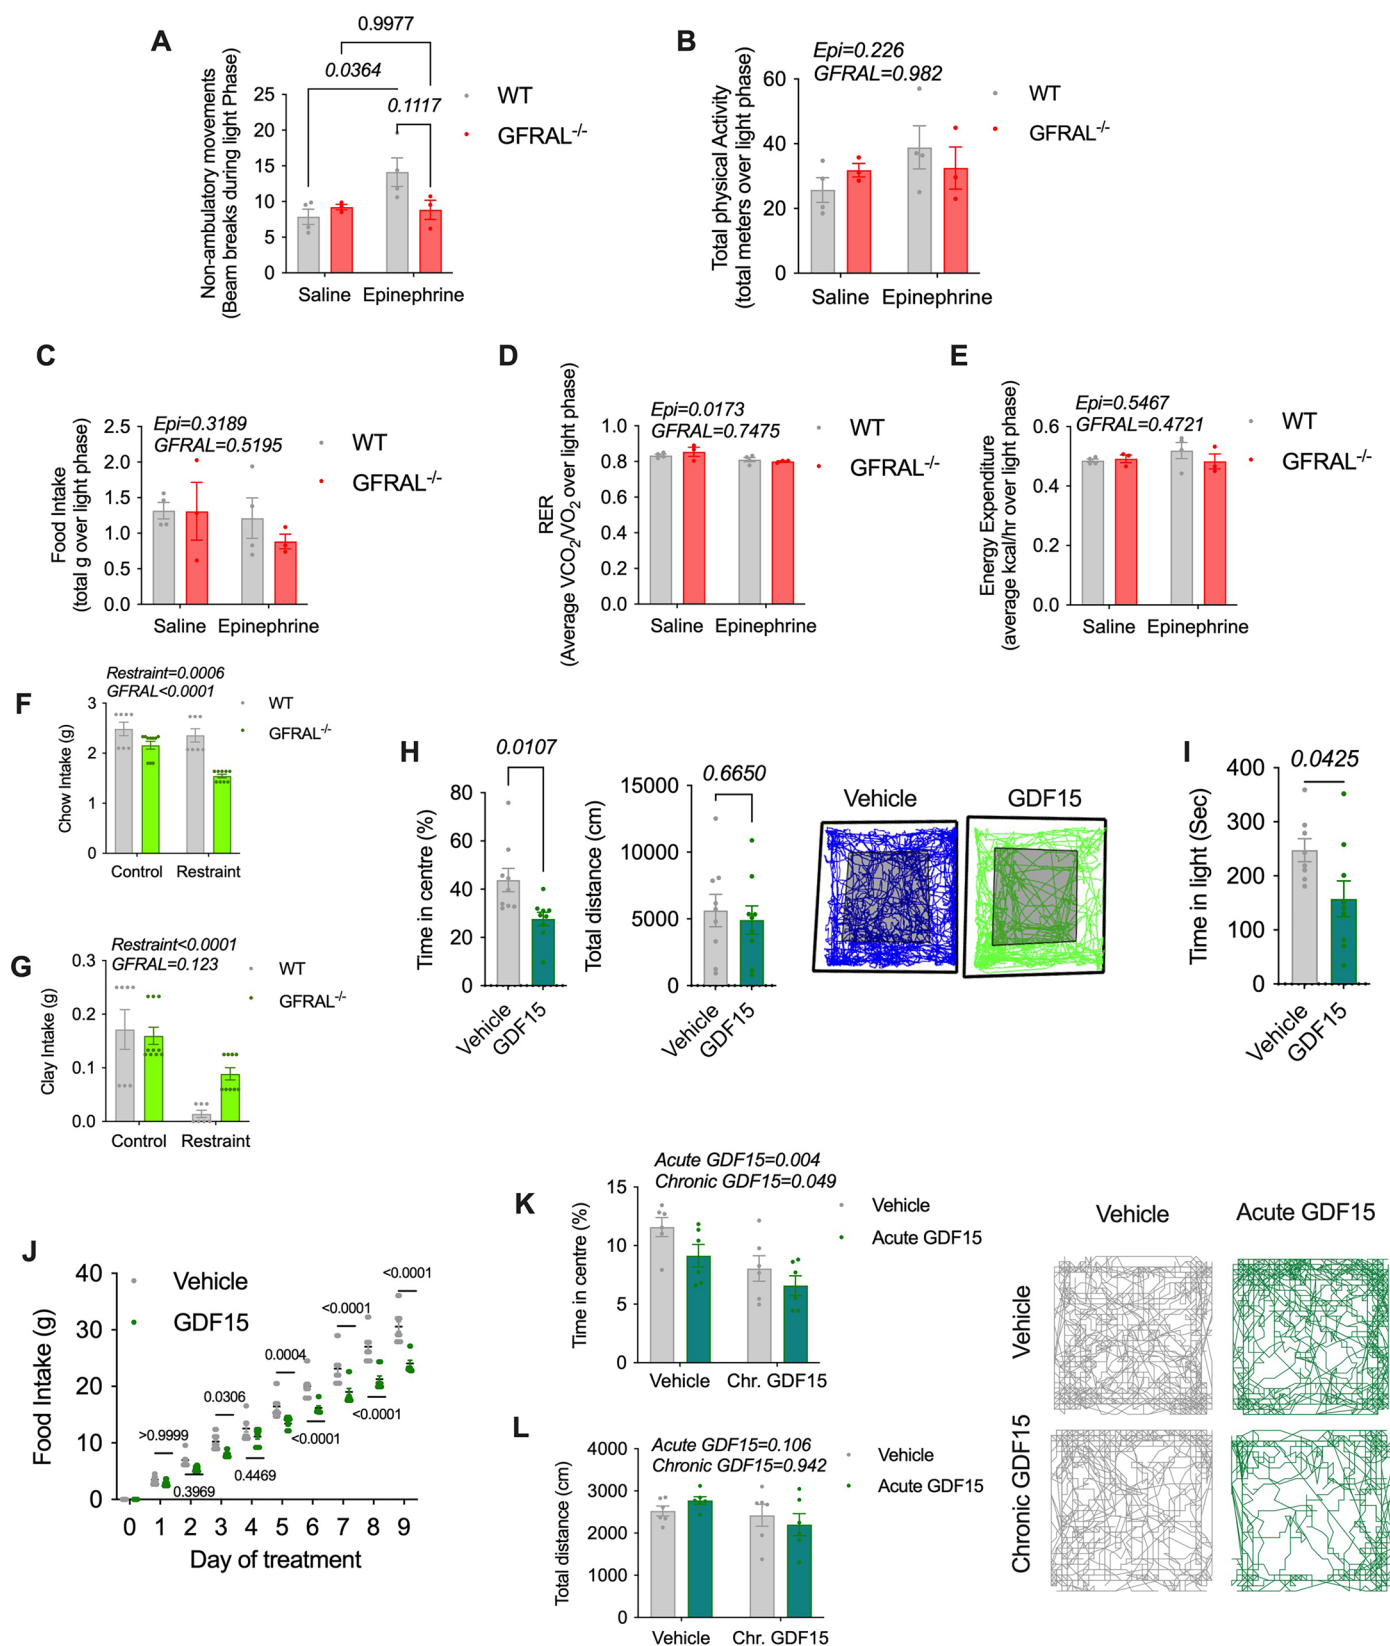 A
0.9977
0.0364
0.1117
Non-ambulatory movements
(Beam breaks during light Phase)
25
20
15
10
5
0
Saline
Epinephrine
WT
GFRAL-/-
B
Epi=0.226
GFRAL=0.982
Total physical Activity
(total meters over light phase)
60
40
20
0
Saline
Epinephrine
WT
GFRAL-/-
C
Epi=0.3189
GFRAL=0.5195
Food Intake
(total g over light phase)
2.5
2.0
1.5
1.0
0.5
0.0
Saline
Epinephrine
WT
GFRAL-/-
D
Epi=0.0173
GFRAL=0.7475
RER
(Average VCO2/VO2 over light phase)
1.0
0.8
0.6
0.4
0.2
0.0
Saline
Epinephrine
WT
GFRAL-/-
E
Epi=0.5467
GFRAL=0.4721
Energy Expenditure
(average kcal/hr over light phase)
0.6
0.4
0.2
0.0
Saline
Epinephrine
WT
GFRAL-/-
F
Restraint=0.0006
GFRAL<0.0001
Chow Intake (g)
3
2
1
0
Control
Restraint
WT
GFRAL-/-
G
Restraint<0.0001
GFRAL=0.123
Clay Intake (g)
0.3
0.2
0.1
0.0
Control
Restraint
WT
GFRAL-/-
H
0.0107
Time in centre (%)
80
60
40
20
0
Vehicle
GDF15
0.6650
Total distance (cm)
15000
10000
5000
0
Vehicle
GDF15
Vehicle
GDF15
I
0.0425
Time in light (Sec)
400
300
200
100
0
Vehicle
GDF15
J
Food Intake (g)
40
30
20
10
0
Vehicle
GDF15
>0.9999
0.3969
0.0306
0.4469
0.0004
<0.0001
<0.0001
<0.0001
<0.0001
0
1
2
3
4
5
6
7
8
9
Day of treatment
K
Acute GDF15=0.004
Chronic GDF15=0.049
Time in centre (%)
15
10
5
0
Vehicle
Chr. GDF15
Vehicle
Acute GDF15
Vehicle
Acute GDF15
Vehicle
Chronic GDF15
L
Acute GDF15=0.106
Chronic GDF15=0.942
Total distance (cm)
4000
3000
2000
1000
0
Vehicle
Chr. GDF15
Vehicle
Acute GDF15